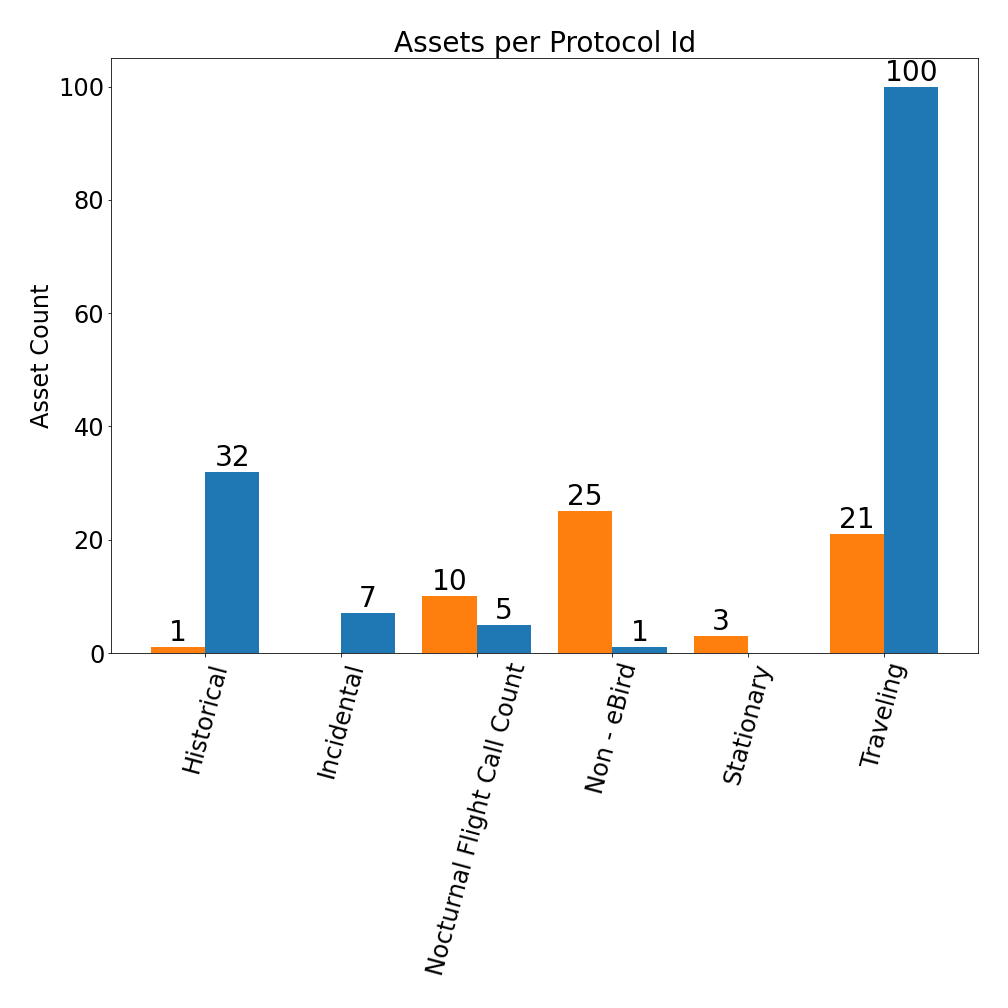 Assets per Protocol Id
Asset Count
100
80
60
40
20
0
1
32
7
10
5
25
1
3
21
100
Historical
Incidental
Nocturnal Flight Call Count
Non - eBird
Stationary
Traveling